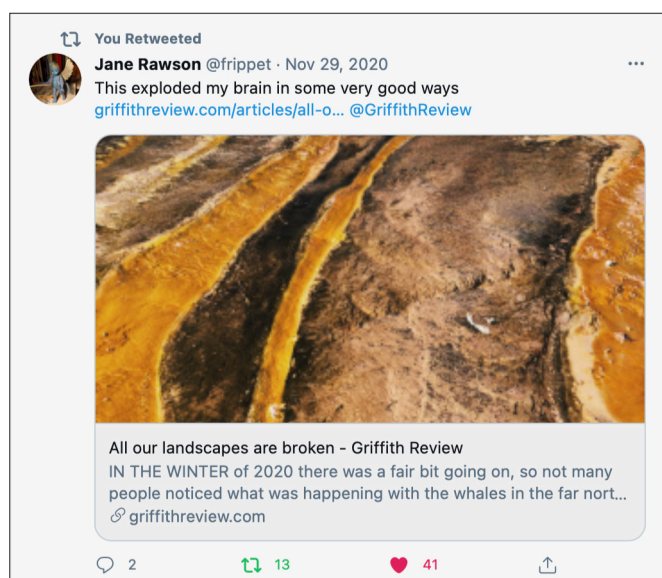 You Retweeted
Jane Rawson @frippet · Nov 29, 2020
This exploded my brain in some very good ways
griffithreview.com/articles/all-o... @GriffithReview
All our landscapes are broken - Griffith Review
IN THE WINTER of 2020 there was a fair bit going on, so not many
people noticed what was happening with the whales in the far nort...
griffithreview.com
2 13 41